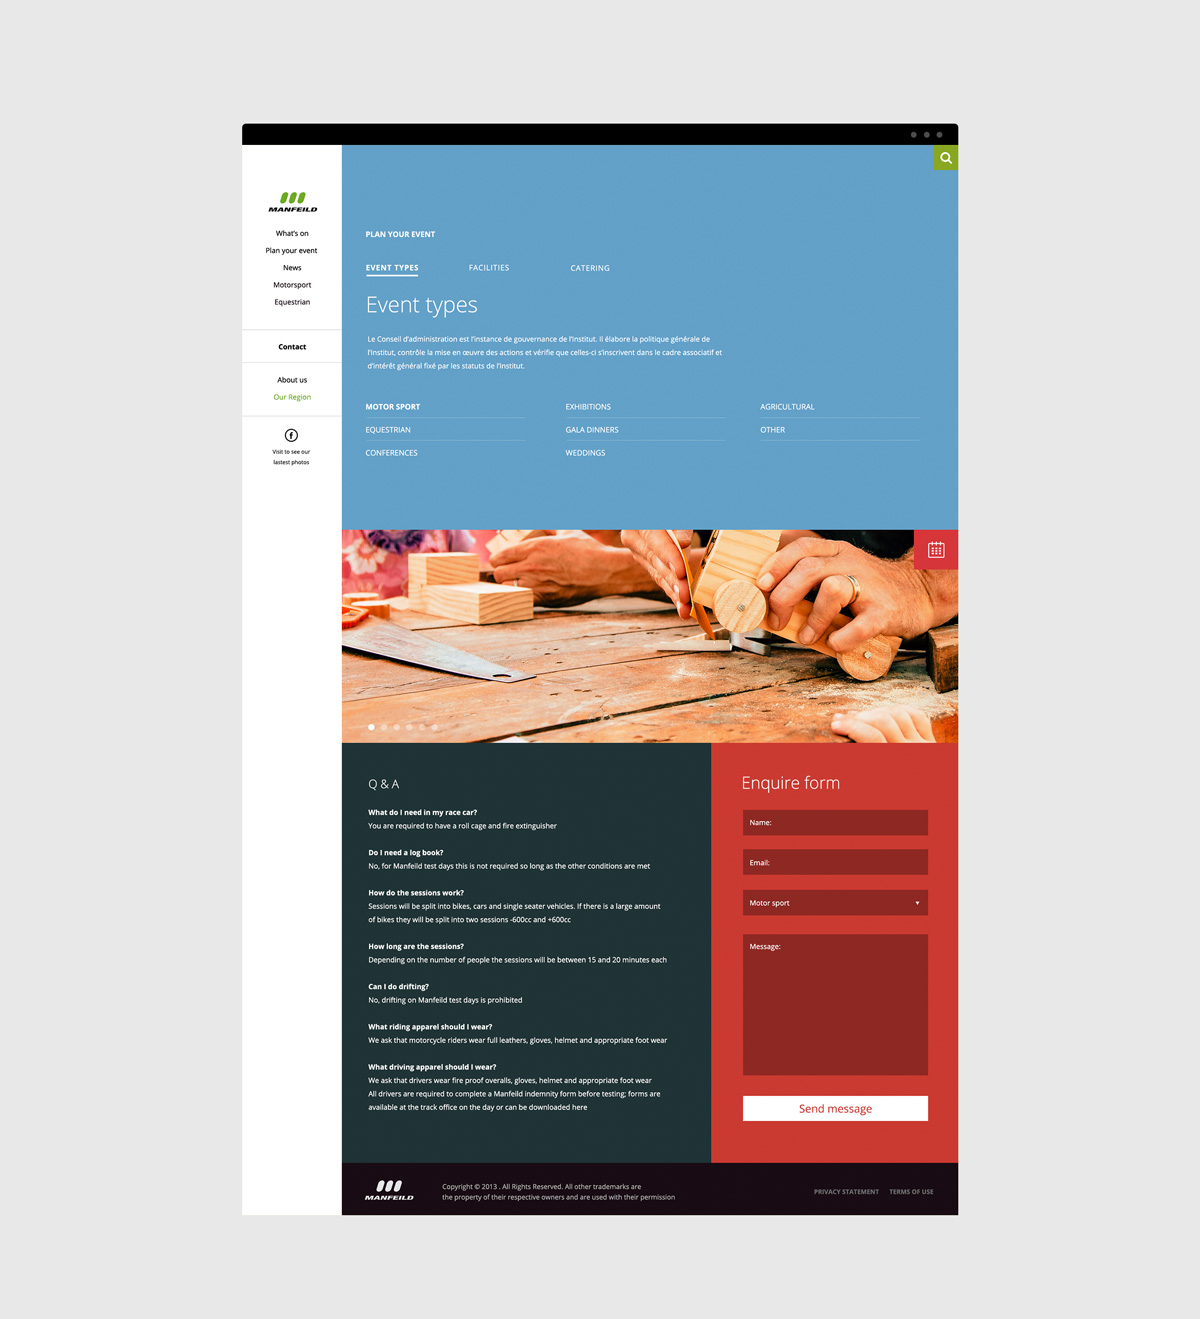 MANFEILD
What's on
Plan your event
News
Motorsport
Equestrian
Contact
About us
Our Region
Visit to see our
lastest photos
PLAN YOUR EVENT
EVENT TYPES
FACILITIES
CATERING
Event types
Le Conseil d'administration est l'instance de gouvernance de l'Institut. Il élabore la politique générale de
l'Institut, contrôle la mise en œuvre des actions et vérifie que celles-ci s'inscrivent dans le cadre associatif et
d'intérêt général fixé par les statuts de l'Institut.
MOTOR SPORT
EQUESTRIAN
CONFERENCES
EXHIBITIONS
GALA DINNERS
WEDDINGS
AGRICULTURAL
OTHER
Q & A
What do I need in my race car?
You are required to have a roll cage and fire extinguisher
Do I need a log book?
No, for Manfeild test days this is not required so long as the other conditions are met
How do the sessions work?
Sessions will be split into bikes, cars and single seater vehicles. If there is a large amount
of bikes they will be split into two sessions -600cc and +600cc
How long are the sessions?
Depending on the number of people the sessions will be between 15 and 20 minutes each
Can I do drifting?
No, drifting on Manfeild test days is prohibited
What riding apparel should I wear?
We ask that motorcycle riders wear full leathers, gloves, helmet and appropriate foot wear
What driving apparel should I wear?
We ask that drivers wear fire proof overalls, gloves, helmet and appropriate foot wear
All drivers are required to complete a Manfeild indemnity form before testing; forms are
available at the track office on the day or can be downloaded here
Enquire form
Name:
Email:
Motor sport
Message:
Send message
MANFEILD
Copyright © 2013 . All Rights Reserved. All other trademarks are
the property of their respective owners and are used with their permission
PRIVACY STATEMENT
TERMS OF USE